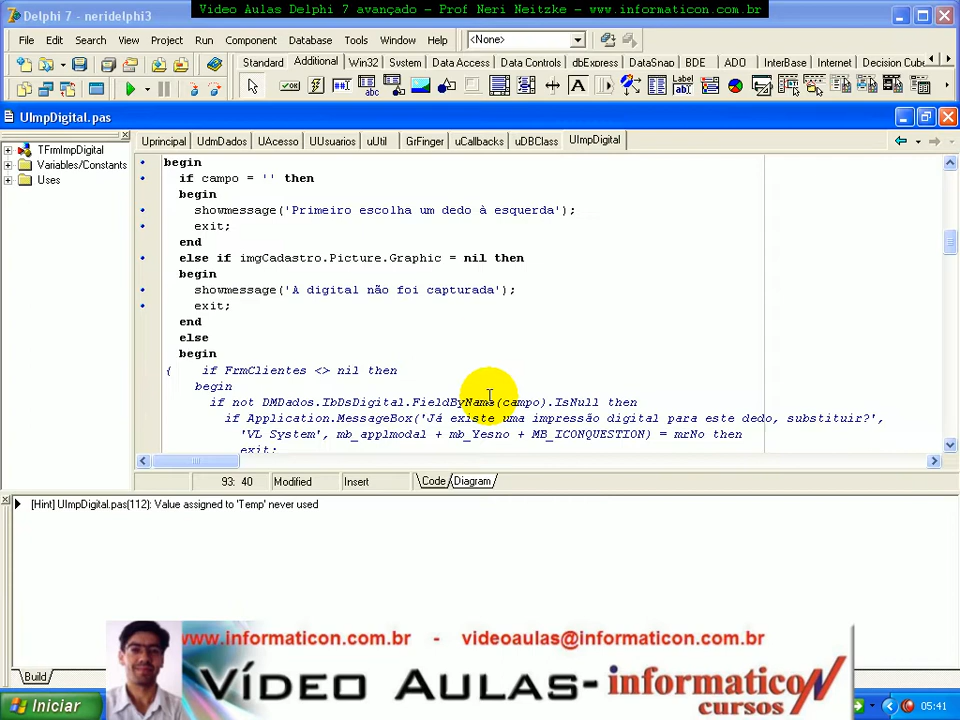 Video Aulas Delphi 7 avançado - Prof Neri Neitzke - www.informaticon.com.br
Delphi 7 - neridelphi3
File Edit Search View Project Run Component Database Tools Window Help <None>
Standard Additional Win32 System Data Access Data Controls dbExpress DataSnap BDE ADO InterBase Internet Decision Cube
UImpDigital.pas
TFrmImpDigital
Variables/Constants
Uses
Uprincipal UdmDados UAcesso UUsuarios uUtil GrFinger uCallbacks uDBClass UImpDigital
begin
if campo = '' then
begin
showmessage('Primeiro escolha um dedo à esquerda');
exit;
end
else if imgCadastro.Picture.Graphic = nil then
begin
showmessage('A digital não foi capturada');
exit;
end
else
begin
{ if FrmClientes <> nil then
begin
if not DMDados.IbDsDigital.FieldByName(campo).IsNull then
if Application.MessageBox('Já existe uma impressão digital para este dedo, substituir?',
'VL System', mb_applmodal + mb_Yesno + MB_ICONQUESTION) = mrNo then
exit;
93: 40 Modified Insert Code Diagram
[Hint] UImpDigital.pas(112): Value assigned to 'Temp' never used
www.informaticon.com.br - videoaulas@informaticon.com.br
VÍDEO AULAS- informaticoN
cursos
Build
Iniciar
05:41